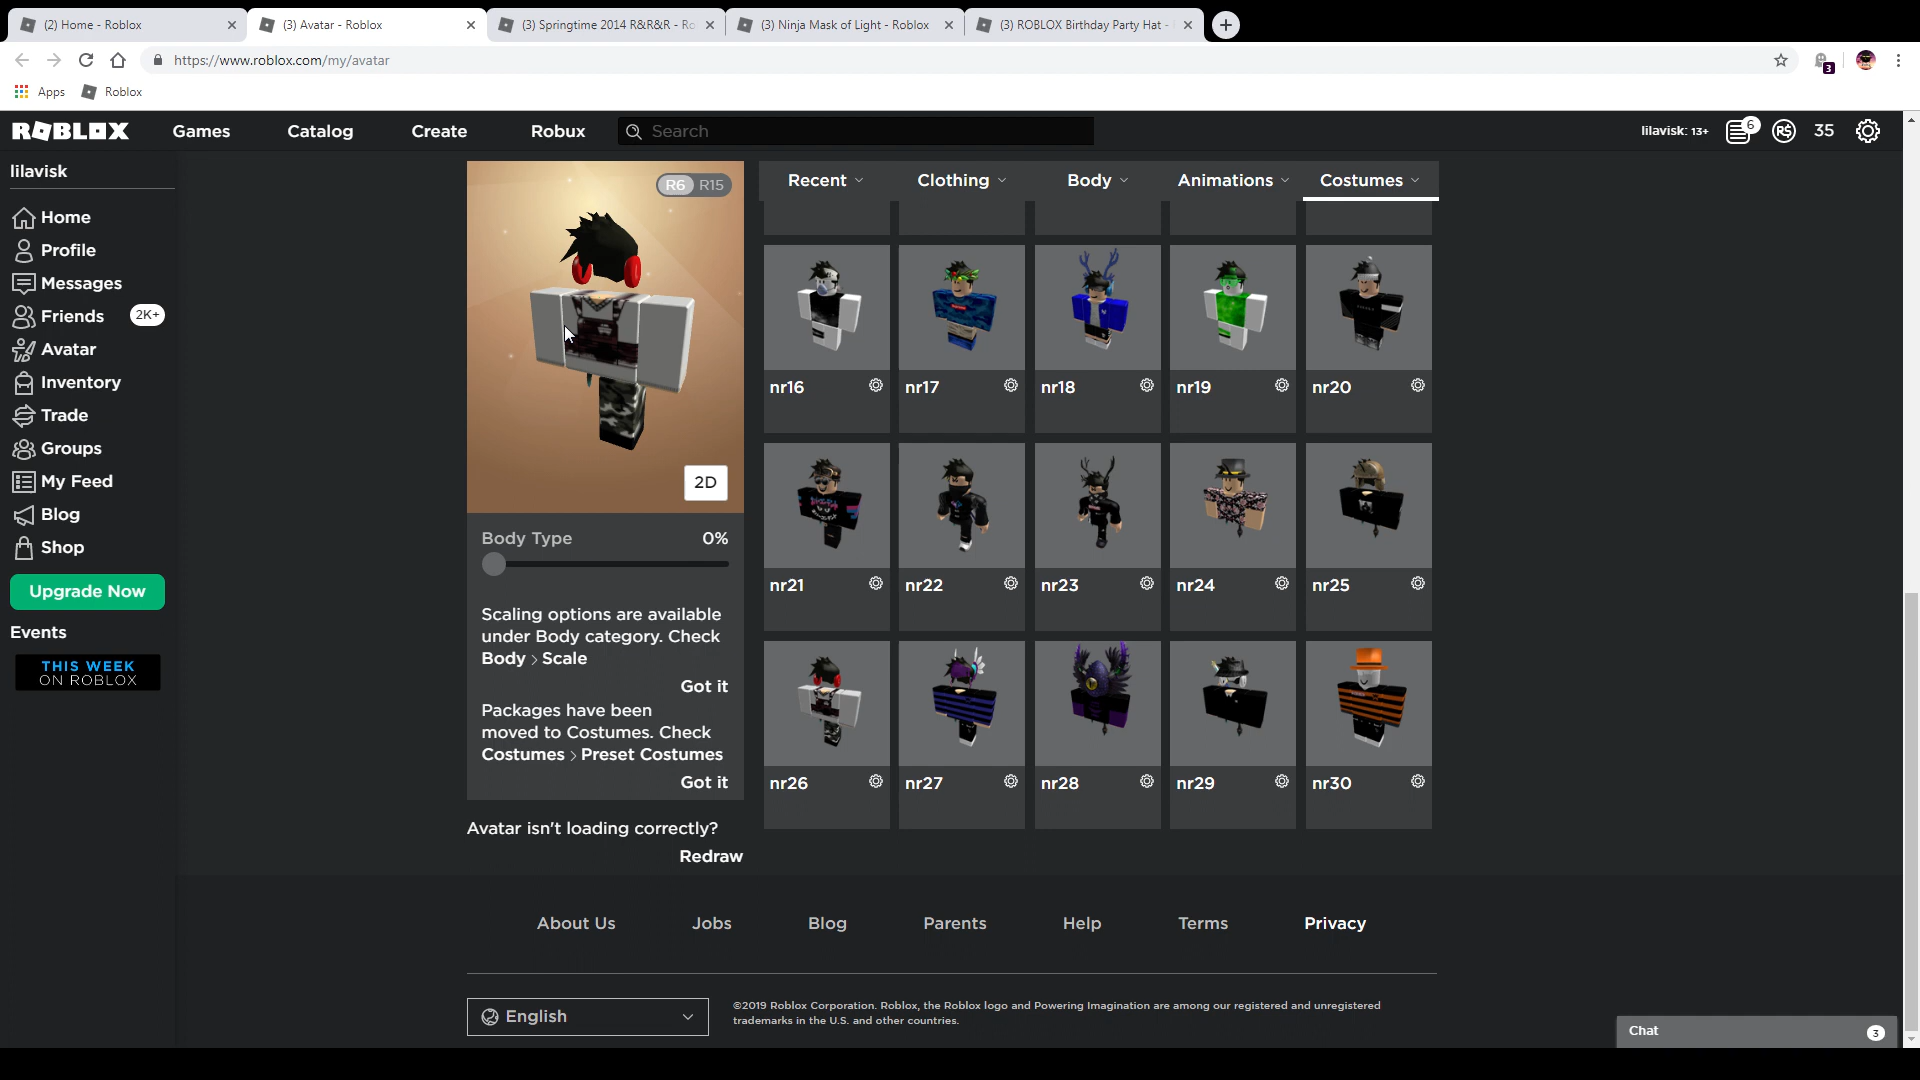 (2) Home - Roblox
(3) Avatar - Roblox
(3) Springtime 2014 R&R&R - Ro
(3) Ninja Mask of Light - Roblox
(3) ROBLOX Birthday Party Hat -
https://www.roblox.com/my/avatar
3
Apps
Roblox
ROBLOX
Games
Catalog
Create
Robux
Search
lilavisk: 13+
6
R$
35
lilavisk
Home
Profile
Messages
Friends 2K+
Avatar
Inventory
Trade
Groups
My Feed
Blog
Shop
Upgrade Now
Events
THIS WEEK
ON ROBLOX
R6 R15
2D
Body Type 0%
Scaling options are available
under Body category. Check
Body > Scale
Got it
Packages have been
moved to Costumes. Check
Costumes > Preset Costumes
Got it
Avatar isn't loading correctly?
Redraw
Recent
Clothing
Body
Animations
Costumes
nr16
nr17
nr18
nr19
nr20
nr21
nr22
nr23
nr24
nr25
nr26
nr27
nr28
nr29
nr30
About Us
Jobs
Blog
Parents
Help
Terms
Privacy
English
©2019 Roblox Corporation. Roblox, the Roblox logo and Powering Imagination are among our registered and unregistered
trademarks in the U.S. and other countries.
Chat 3